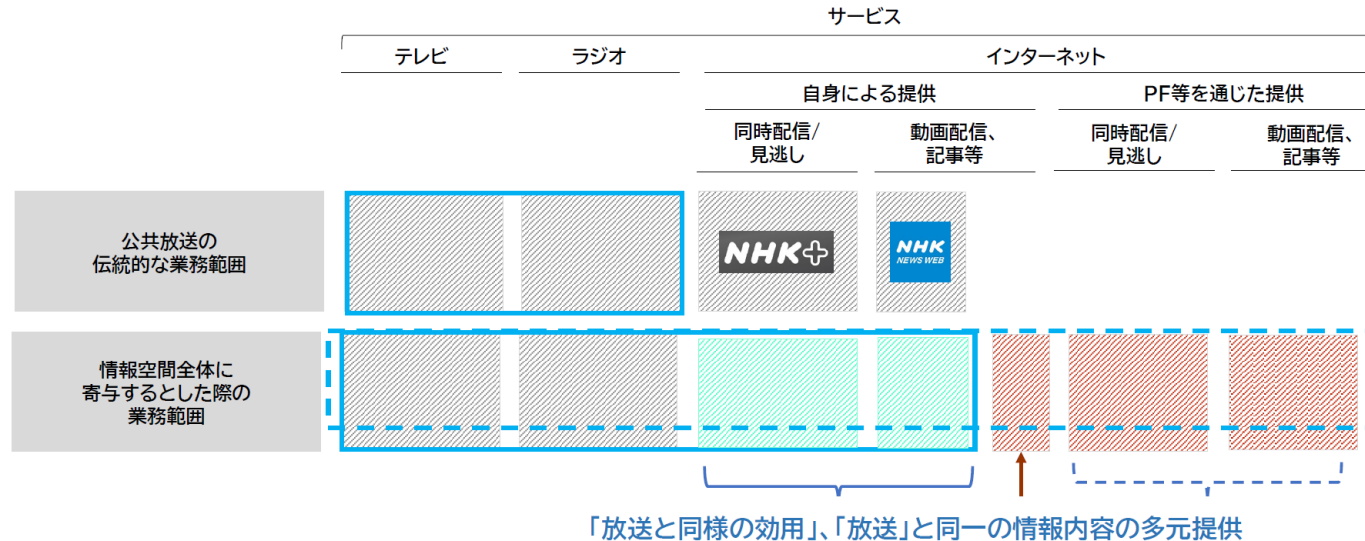 サービス
テレビ
ラジオ
インターネット
自身による提供
PF等を通じた提供
同時配信/
見逃し
動画配信、
記事等
同時配信/
見逃し
動画配信、
記事等
公共放送の
伝統的な業務範囲
NHK+
NHK
NEWS WEB
情報空間全体に
寄与するとした際の
業務範囲
「放送と同様の効用」、「放送」と同一の情報内容の多元提供